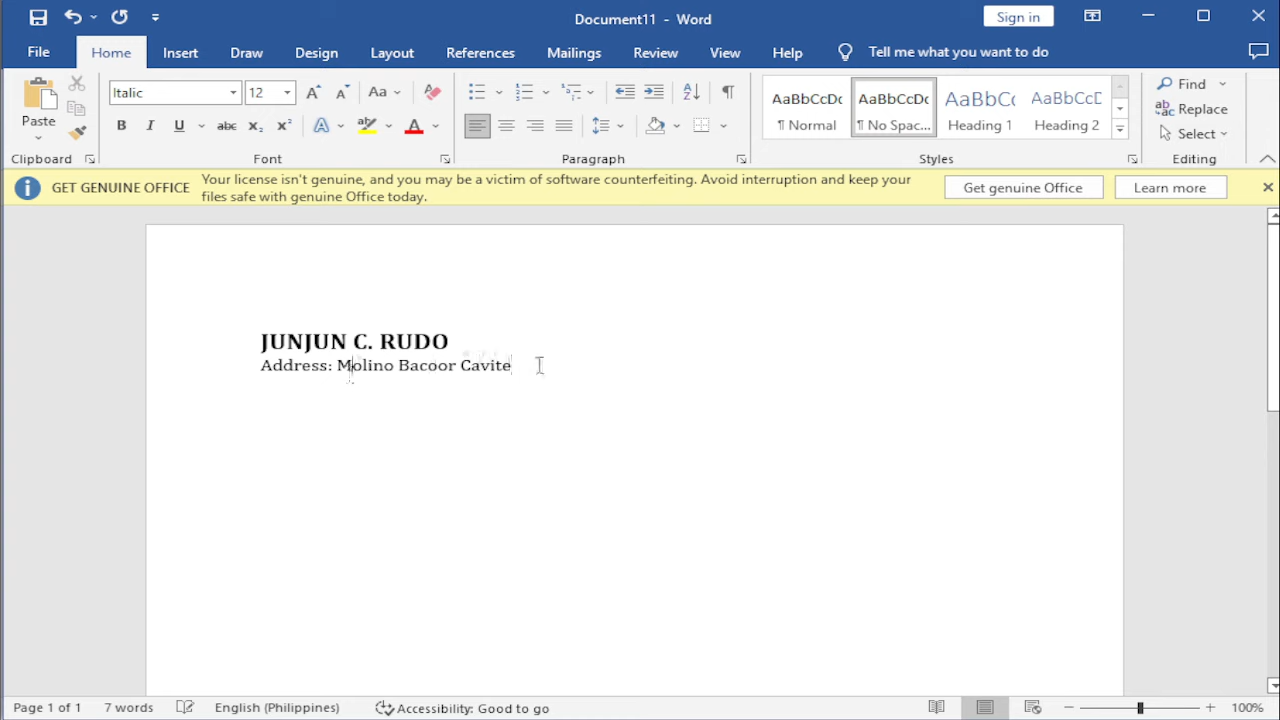 Document11 - Word
Sign in
File Home Insert Draw Design Layout References Mailings Review View Help Tell me what you want to do
Paste
Italic 12 A A Aa A
B I U abc x2 x2 A A
Clipboard Font Paragraph Styles Editing
AaBbCcDc AaBbCcDc AaBbCc AaBbCcD
¶ Normal ¶ No Spac... Heading 1 Heading 2
Find
Replace
Select
GET GENUINE OFFICE Your license isn't genuine, and you may be a victim of software counterfeiting. Avoid interruption and keep your
files safe with genuine Office today.
Get genuine Office Learn more
JUNJUN C. RUDO
Address: Molino Bacoor Cavite
Page 1 of 1 7 words English (Philippines) Accessibility: Good to go 100%